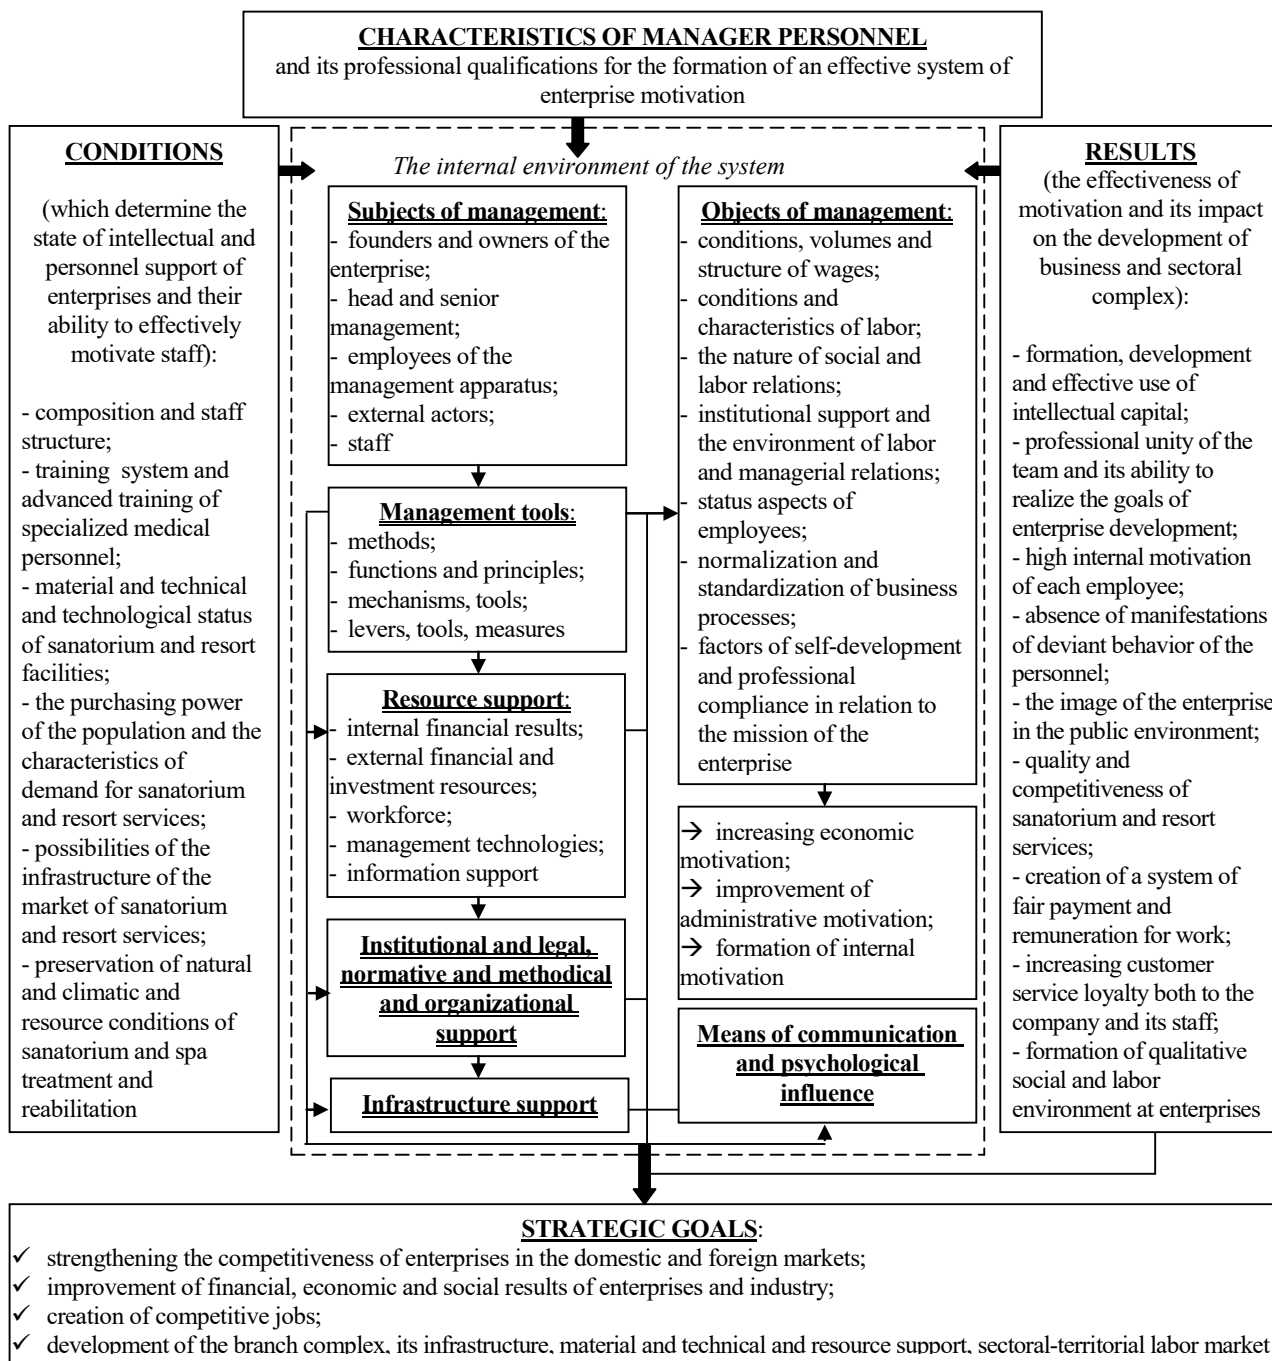 CHARACTERISTICS OF MANAGER PERSONNEL
and its professional qualifications for the formation of an effective system of
enterprise motivation
CONDITIONS
(which determine the
state of intellectual and
personnel support of
enterprises and their
ability to effectively
motivate staff):
- composition and staff
structure;
- training system and
advanced training of
specialized medical
personnel;
- material and technical
and technological status
of sanatorium and resort
facilities;
- the purchasing power
of the population and the
characteristics of
demand for sanatorium
and resort services;
- possibilities of the
infrastructure of the
market of sanatorium
and resort services;
- preservation of natural
and climatic and
resource conditions of
sanatorium and spa
treatment and
reabilitation
The internal environment of the system
Subjects of management:
- founders and owners of the
enterprise;
- head and senior
management;
- employees of the
management apparatus;
- external actors;
- staff
Management tools:
- methods;
- functions and principles;
- mechanisms, tools;
- levers, tools, measures
Resource support:
- internal financial results;
- external financial and
investment resources;
- workforce;
- management technologies;
- information support
Institutional and legal,
normative and methodical
and organizational
support
Infrastructure support
Objects of management:
- conditions, volumes and
structure of wages;
- conditions and
characteristics of labor;
- the nature of social and
labor relations;
- institutional support and
the environment of labor
and managerial relations;
- status aspects of
employees;
- normalization and
standardization of business
processes;
- factors of self-development
and professional
compliance in relation to
the mission of the
enterprise
→ increasing economic
motivation;
→ improvement of
administrative motivation;
→ formation of internal
motivation
Means of communication
and psychological
influence
RESULTS
(the effectiveness of
motivation and its impact
on the development of
business and sectoral
complex):
- formation, development
and effective use of
intellectual capital;
- professional unity of the
team and its ability to
realize the goals of
enterprise development;
- high internal motivation
of each employee;
- absence of manifestations
of deviant behavior of the
personnel;
- the image of the enterprise
in the public environment;
- quality and
competitiveness of
sanatorium and resort
services;
- creation of a system of
fair payment and
remuneration for work;
- increasing customer
service loyalty both to the
company and its staff;
- formation of qualitative
social and labor
environment at enterprises
STRATEGIC GOALS:
✓ strengthening the competitiveness of enterprises in the domestic and foreign markets;
✓ improvement of financial, economic and social results of enterprises and industry;
✓ creation of competitive jobs;
✓ development of the branch complex, its infrastructure, material and technical and resource support, sectoral-territorial labor market